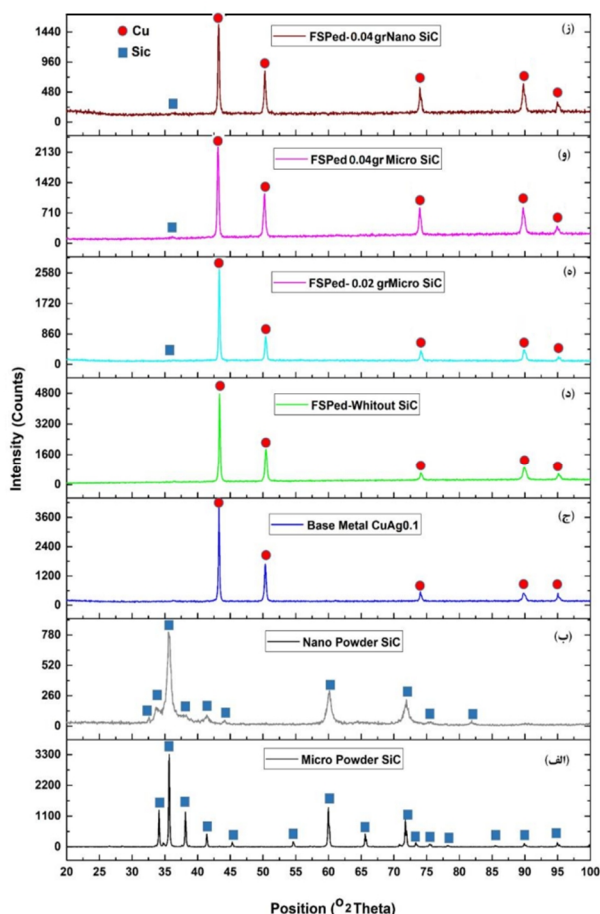 Cu
Sic
FSPed-0.04 grNano SiC
(ز)
1440
960
480
0
FSPed 0.04gr Micro SiC
(و)
2130
1420
710
0
FSPed- 0.02 grMicro SiC
(ه)
2580
1720
860
0
FSPed-Whitout SiC
(د)
4800
3200
1600
0
Base Metal CuAg0.1
(ج)
3600
2400
1200
0
Nano Powder SiC
(ب)
780
520
260
0
Micro Powder SiC
(الف)
3300
2200
1100
0
Intensity (Counts)
20 25 30 35 40 45 50 55 60 65 70 75 80 85 90 95 100
Position (O2 Theta)